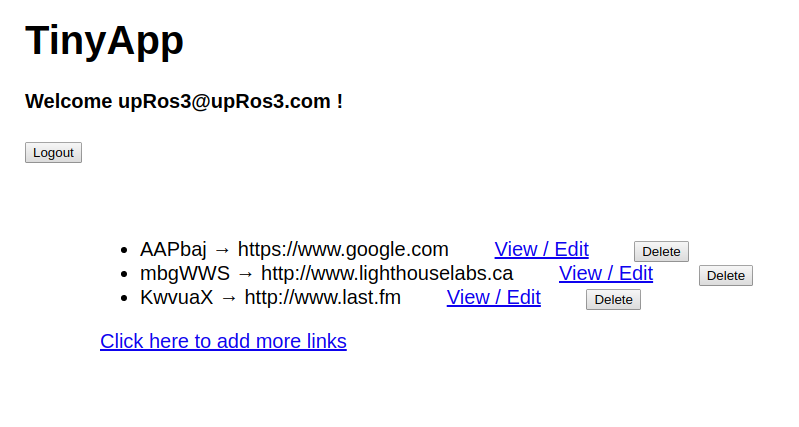 TinyApp
Welcome upRos3@upRos3.com !
Logout
AAPbaj → https://www.google.com View / Edit Delete
mbgWWS → http://www.lighthouselabs.ca View / Edit Delete
KwvuaX → http://www.last.fm View / Edit Delete
Click here to add more links